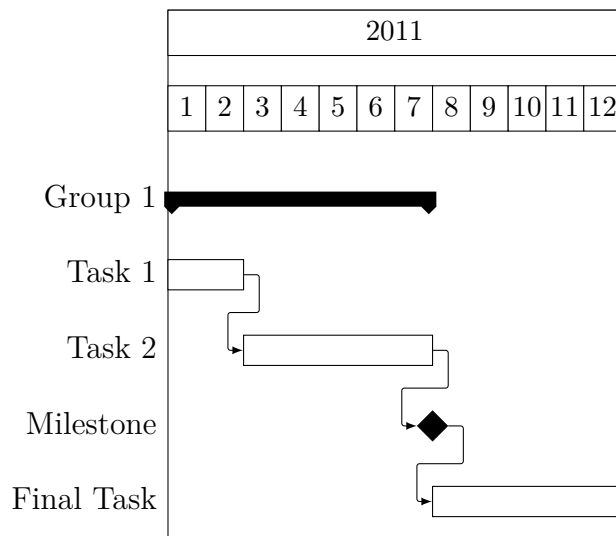 2011
1 2 3 4 5 6 7 8 9 10 11 12
Group 1
Task 1
Task 2
Milestone
Final Task